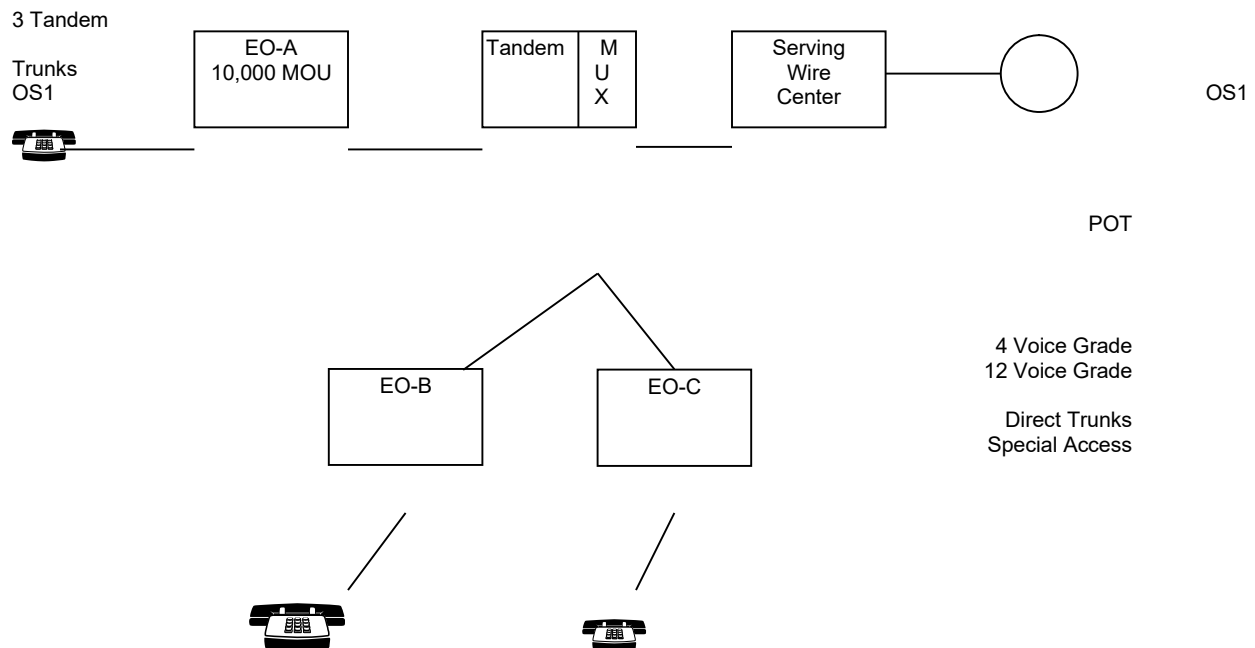 3 Tandem
Trunks
OS1
EO-A
10,000 MOU
Tandem
M
U
X
Serving
Wire
Center
OS1
POT
4 Voice Grade
12 Voice Grade
Direct Trunks
Special Access
EO-B
EO-C